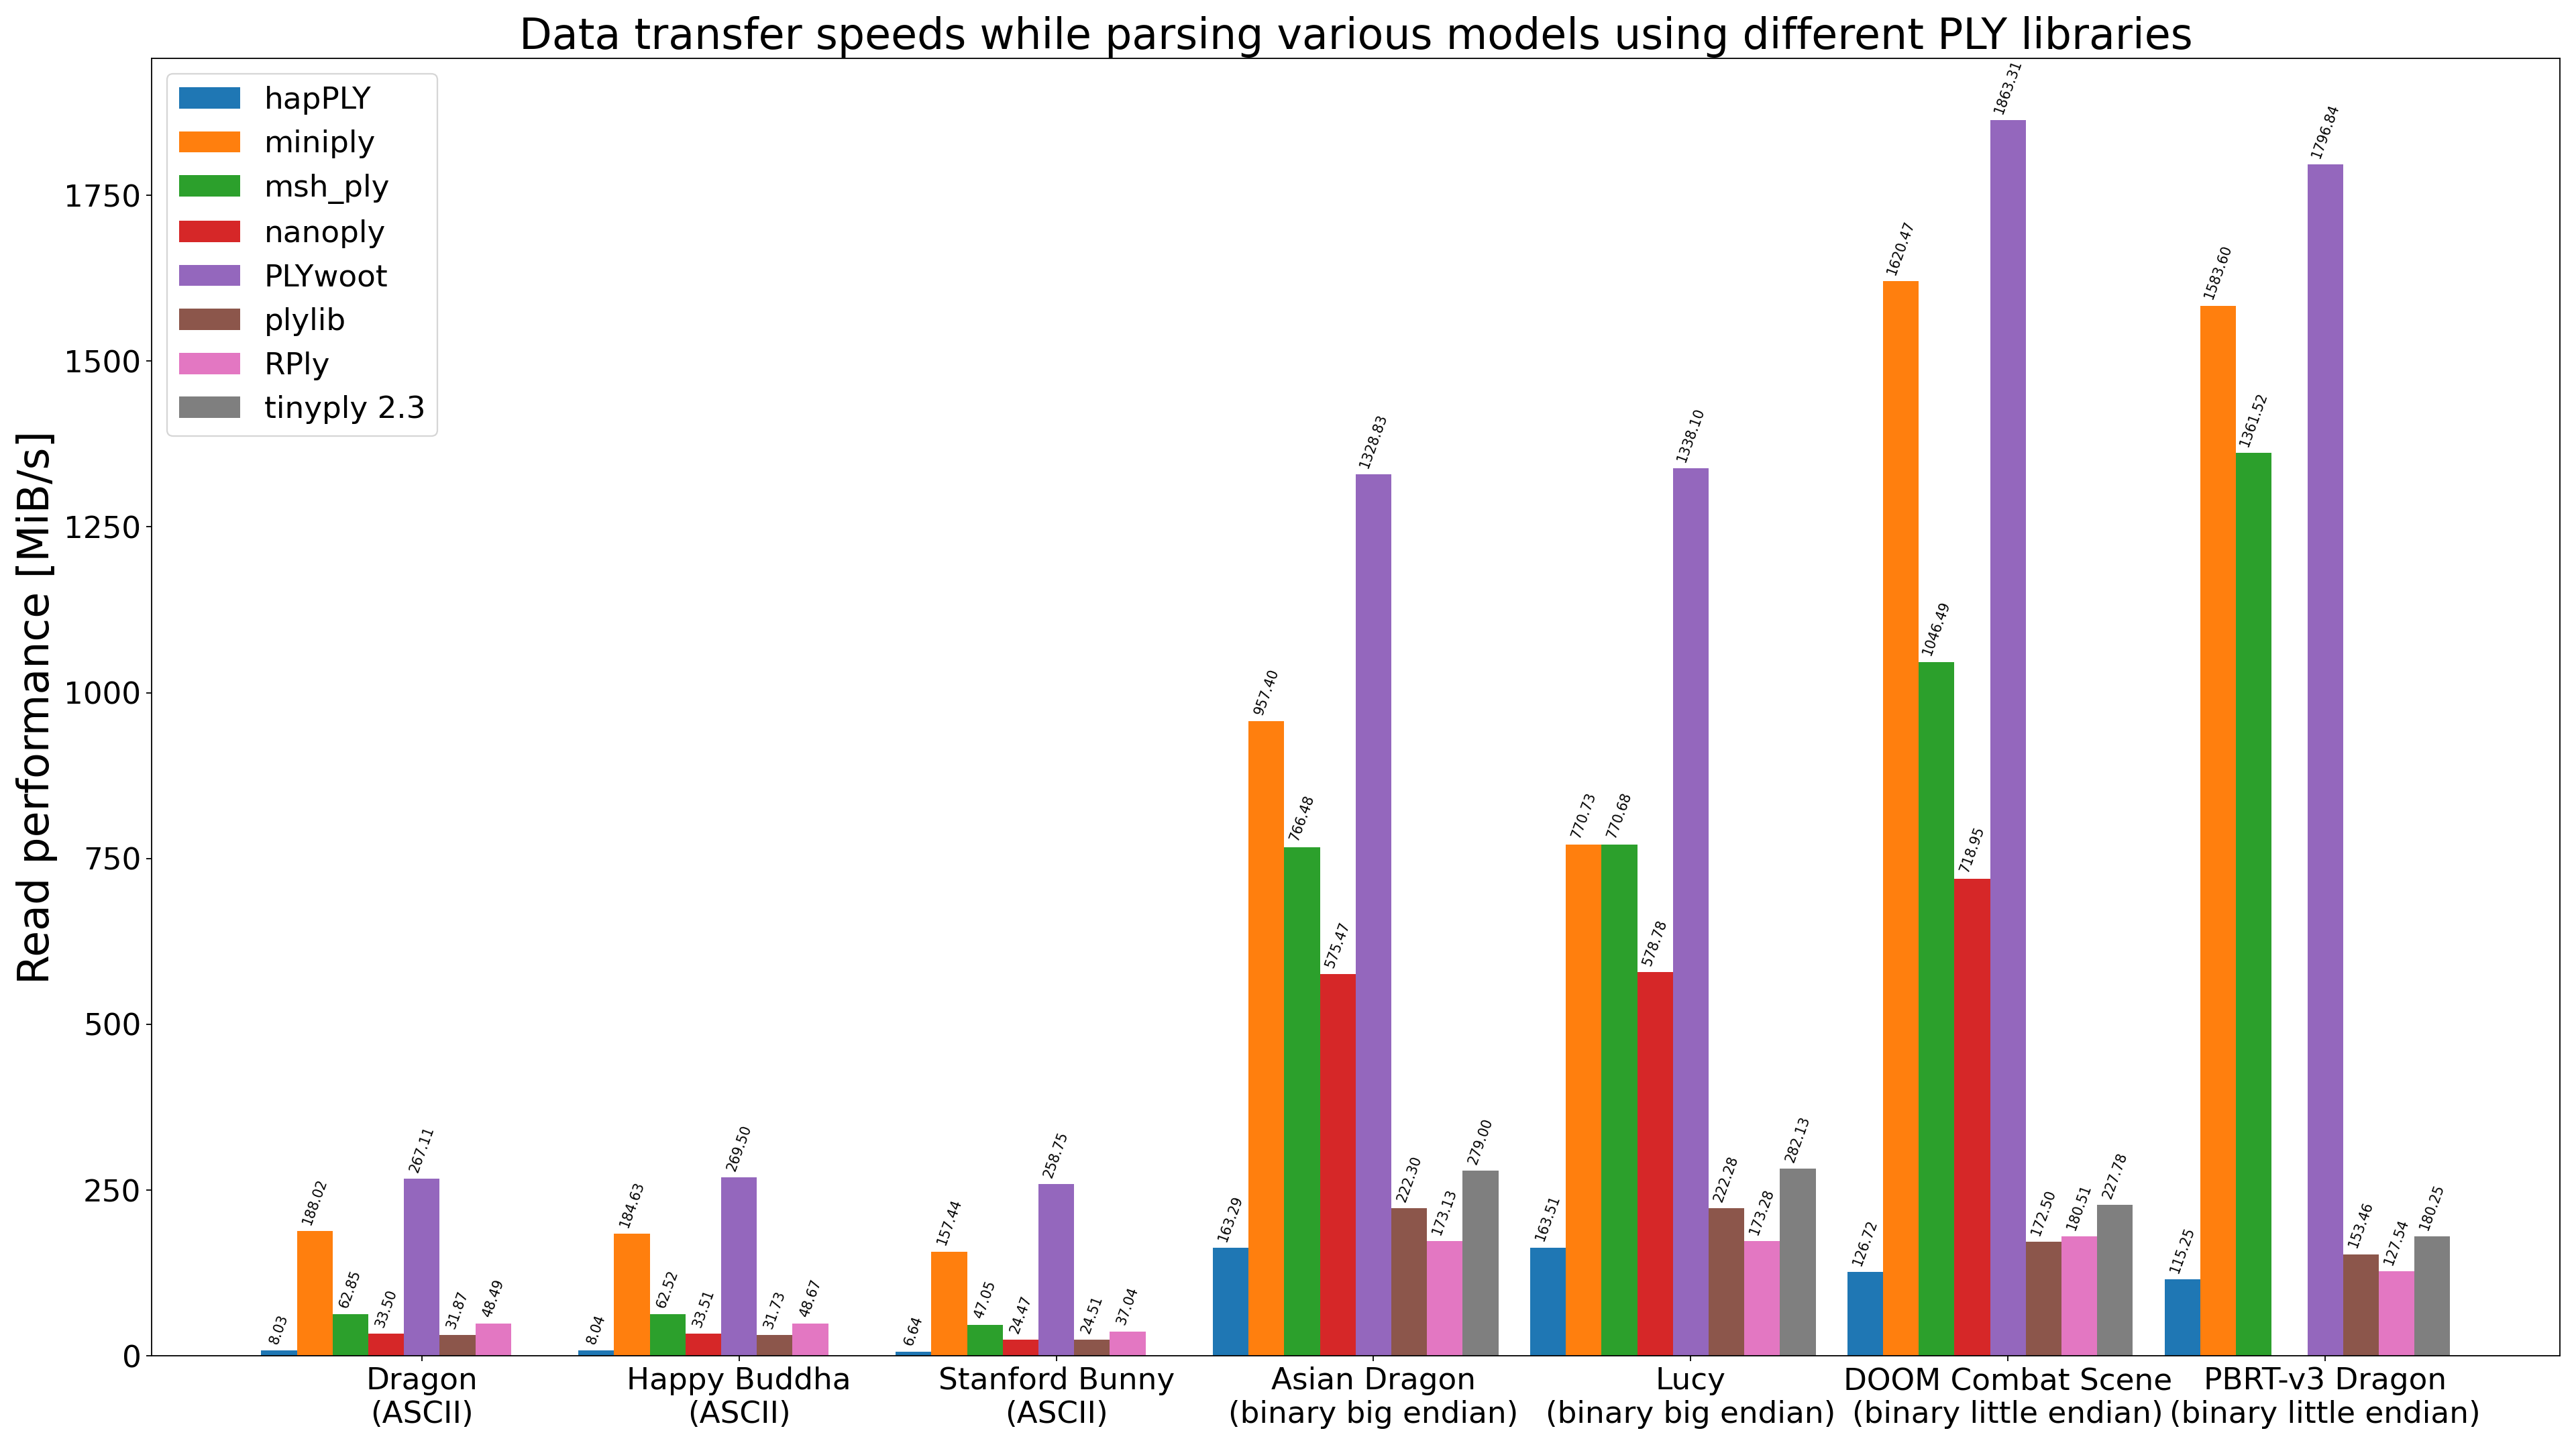 Data transfer speeds while parsing various models using different PLY libraries
hapPLY
miniply
msh_ply
nanoply
PLYwoot
plylib
RPly
tinyply 2.3
Read performance [MiB/s]
1750
1500
1250
1000
750
500
250
0
8.03
188.02
62.85
33.50
267.11
31.87
48.49
8.04
184.63
62.52
33.51
269.50
31.73
48.67
6.64
157.44
47.05
24.47
258.75
24.51
37.04
163.29
957.40
766.48
575.47
1328.83
222.30
173.13
279.00
163.51
770.73
770.68
578.78
1338.10
222.28
173.28
282.13
126.72
1620.47
1046.49
718.95
1863.31
172.50
180.51
227.78
115.25
1583.60
1361.52
1796.84
153.46
127.54
180.25
Dragon
(ASCII)
Happy Buddha
(ASCII)
Stanford Bunny
(ASCII)
Asian Dragon
(binary big endian)
Lucy
(binary big endian)
DOOM Combat Scene
(binary little endian)
PBRT-v3 Dragon
(binary little endian)